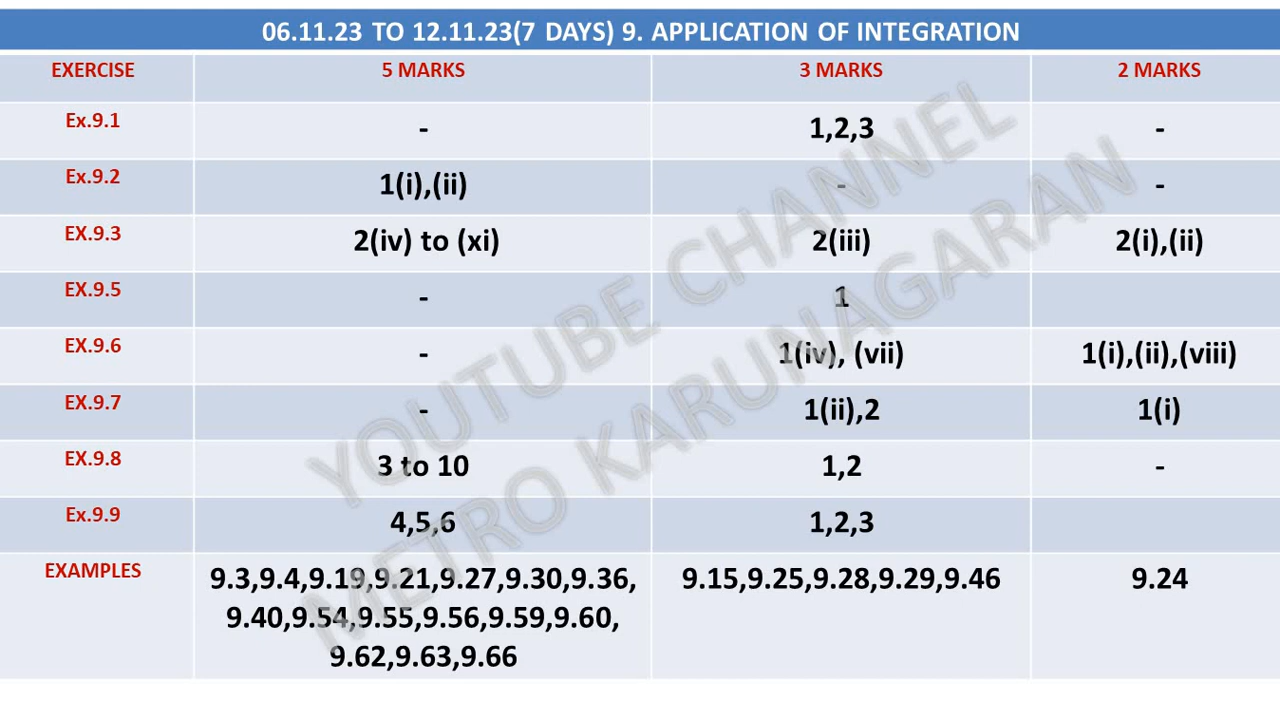 06.11.23 TO 12.11.23(7 DAYS) 9. APPLICATION OF INTEGRATION
EXERCISE 5 MARKS 3 MARKS 2 MARKS
Ex.9.1 - 1,2,3 -
Ex.9.2 1(i),(ii) - -
EX.9.3 2(iv) to (xi) 2(iii) 2(i),(ii)
EX.9.5 - 1
EX.9.6 - 1(iv), (vii) 1(i),(ii),(viii)
EX.9.7 - 1(ii),2 1(i)
EX.9.8 3 to 10 1,2 -
Ex.9.9 4,5,6 1,2,3
EXAMPLES 9.3,9.4,9.19,9.21,9.27,9.30,9.36, 9.15,9.25,9.28,9.29,9.46 9.24
9.40,9.54,9.55,9.56,9.59,9.60,
9.62,9.63,9.66
YOUTUBE CHANNEL
METRO KARUNAGARAN